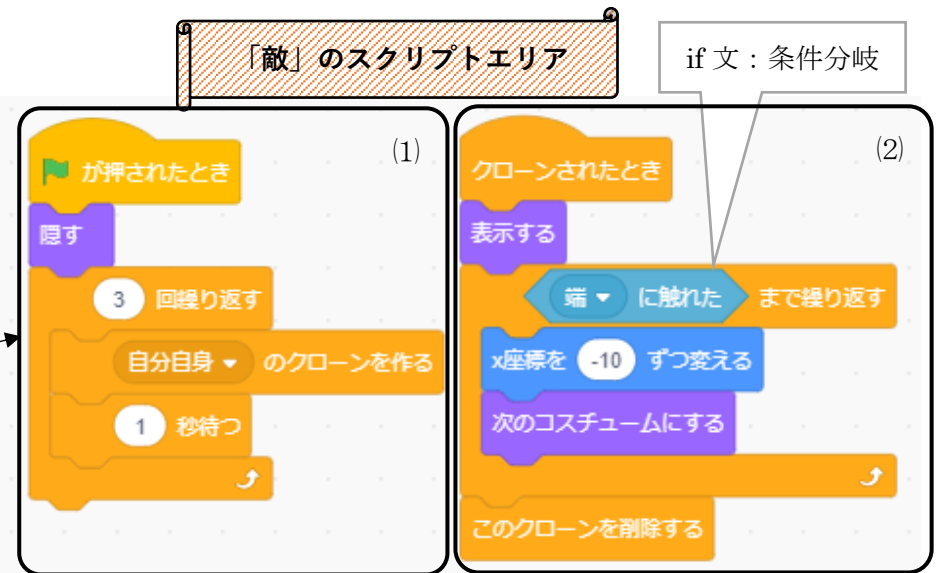 「敵」のスクリプトエリア
if 文：条件分岐
(1)
が押されたとき
隠す
3 回繰り返す
自分自身 のクローンを作る
1 秒待つ
(2)
クローンされたとき
表示する
端 に触れた まで繰り返す
x座標を -10 ずつ変える
次のコスチュームにする
このクローンを削除する